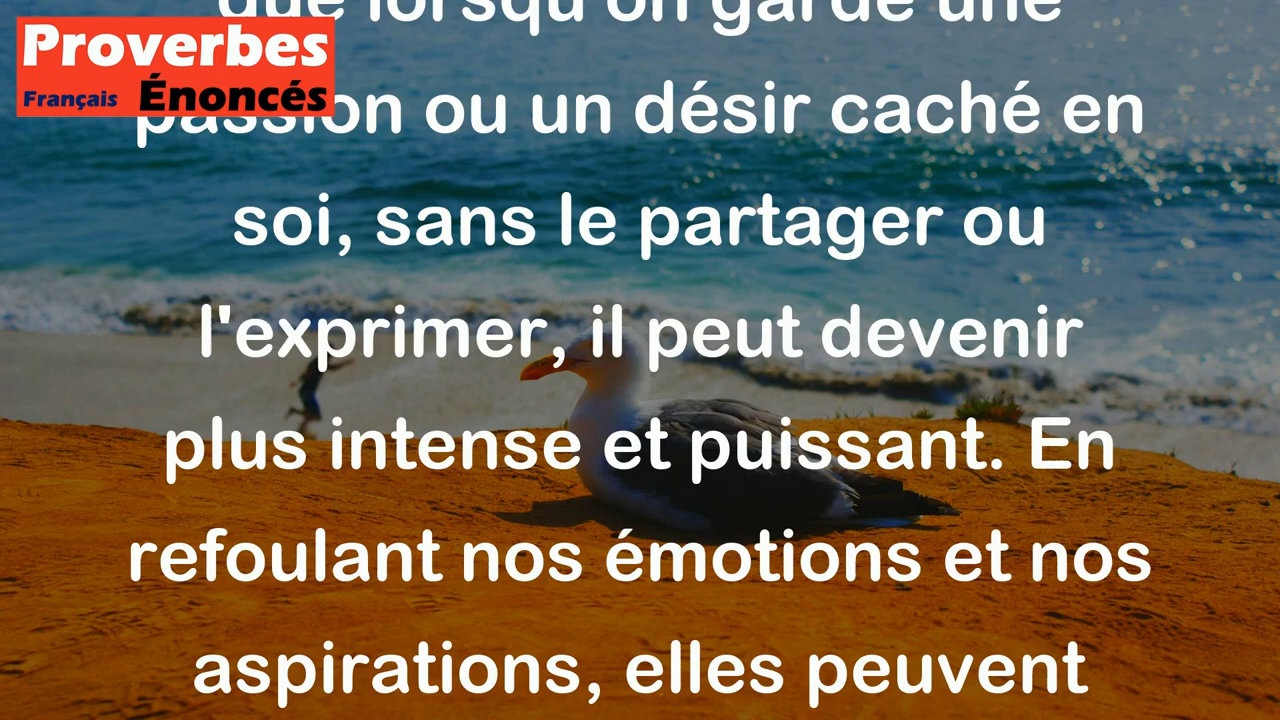 Proverbes
Français Énoncés
que lorsqu'on garde une
passion ou un désir caché en
soi, sans le partager ou
l'exprimer, il peut devenir
plus intense et puissant. En
refoulant nos émotions et nos
aspirations, elles peuvent